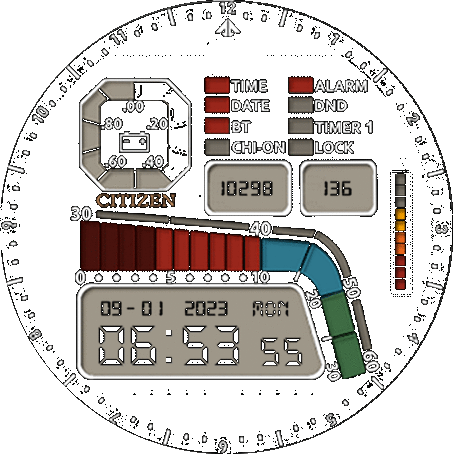 12
11
10
2
TIME ALARM
DATE DND
BT TIMER 1
CHI-ON LOCK
.00
80 20
60 40
10298 136
CITIZEN
30 40 50 60
0 5 10 20 30
09-01 2023 MON
06:53 55